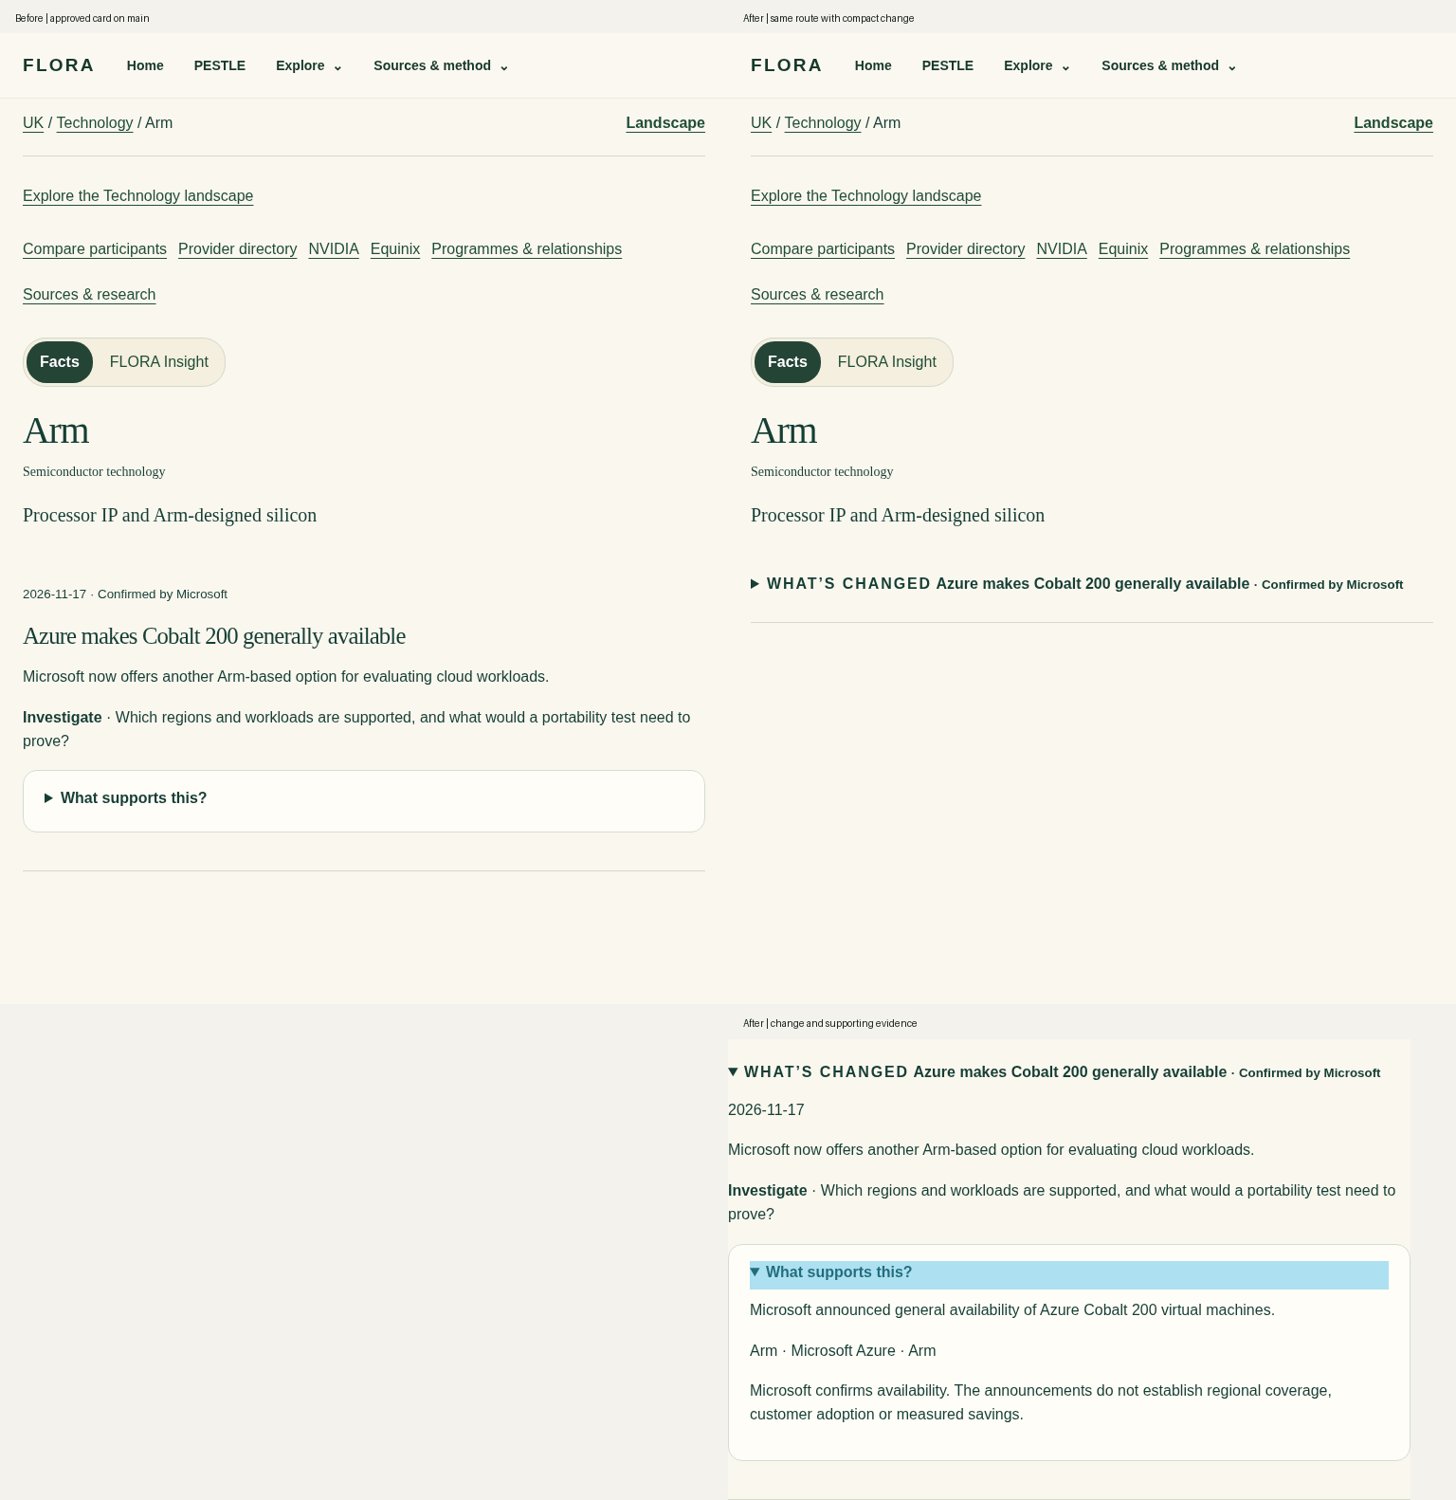 Before | approved card on main
FLORA Home PESTLE Explore Sources & method
UK / Technology / Arm Landscape
Explore the Technology landscape
Compare participants Provider directory NVIDIA Equinix Programmes & relationships
Sources & research
Facts FLORA Insight
Arm
Semiconductor technology
Processor IP and Arm-designed silicon
2026-11-17 · Confirmed by Microsoft
Azure makes Cobalt 200 generally available
Microsoft now offers another Arm-based option for evaluating cloud workloads.
Investigate · Which regions and workloads are supported, and what would a portability test need to
prove?
What supports this?
After | same route with compact change
FLORA Home PESTLE Explore Sources & method
UK / Technology / Arm Landscape
Explore the Technology landscape
Compare participants Provider directory NVIDIA Equinix Programmes & relationships
Sources & research
Facts FLORA Insight
Arm
Semiconductor technology
Processor IP and Arm-designed silicon
WHAT’S CHANGED Azure makes Cobalt 200 generally available · Confirmed by Microsoft
After | change and supporting evidence
WHAT’S CHANGED Azure makes Cobalt 200 generally available · Confirmed by Microsoft
2026-11-17
Microsoft now offers another Arm-based option for evaluating cloud workloads.
Investigate · Which regions and workloads are supported, and what would a portability test need to
prove?
What supports this?
Microsoft announced general availability of Azure Cobalt 200 virtual machines.
Arm · Microsoft Azure · Arm
Microsoft confirms availability. The announcements do not establish regional coverage,
customer adoption or measured savings.